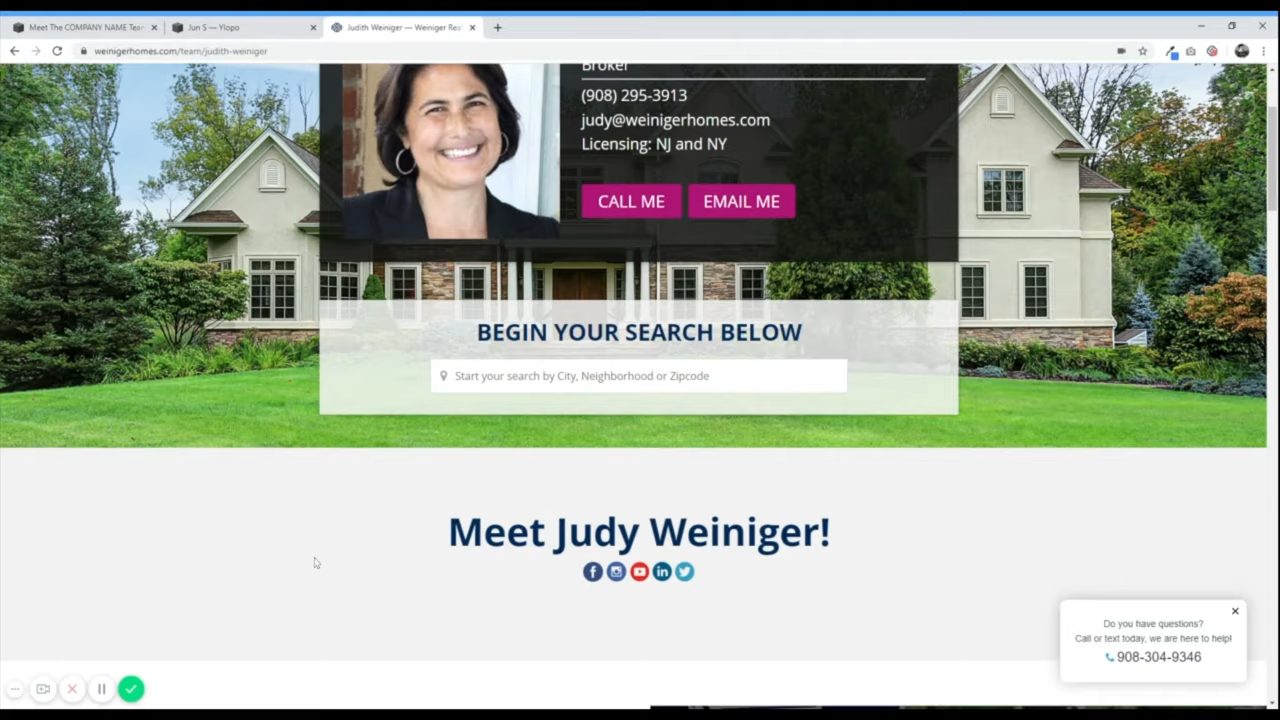 Meet The COMPANY NAME Tea
Jun S — Ylopo
Judith Weiniger — Weiniger Rea
weinigerhomes.com/team/judith-weiniger
Broker
(908) 295-3913
judy@weinigerhomes.com
Licensing: NJ and NY
CALL ME
EMAIL ME
BEGIN YOUR SEARCH BELOW
Start your search by City, Neighborhood or Zipcode
Meet Judy Weiniger!
Do you have questions?
Call or text today, we are here to help!
908-304-9346